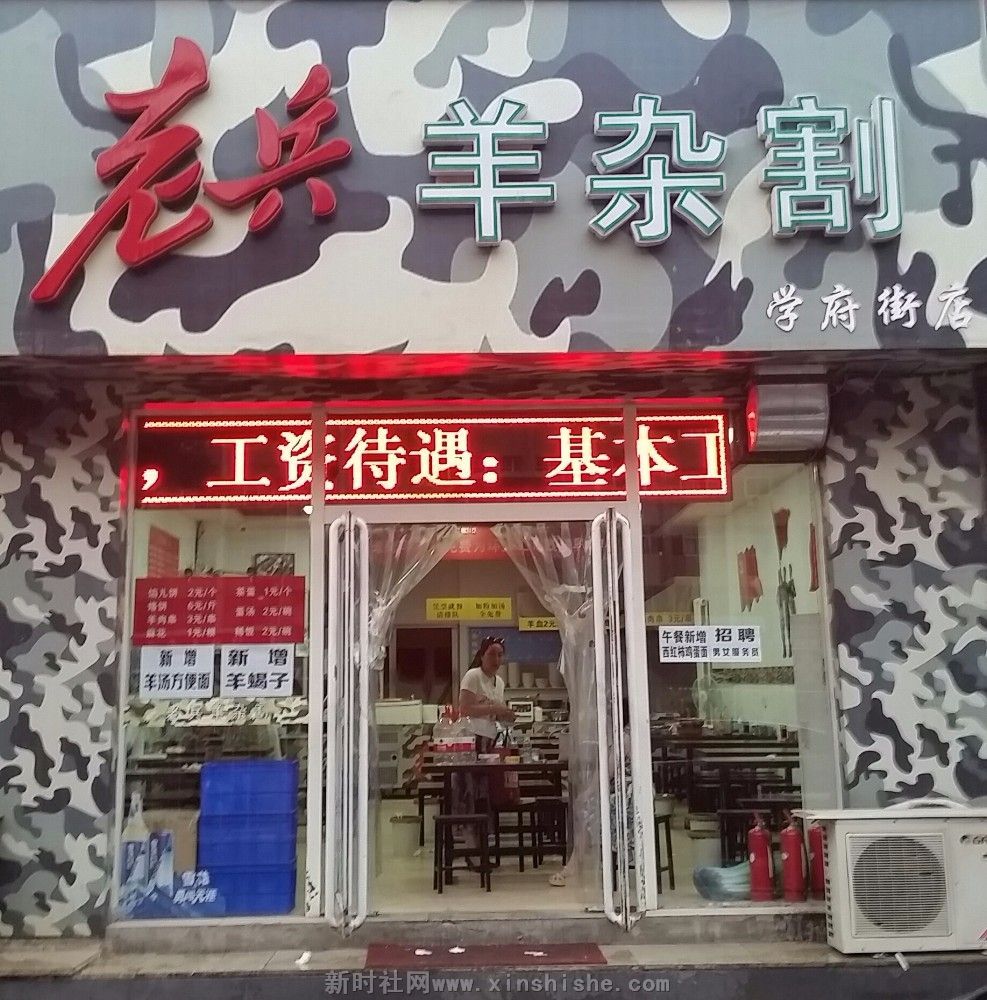 老兵 羊杂割
学府街店
，工资待遇：基本工
2元/个 茶蛋 1元/个
烧饼 6元/斤 蛋汤 2元/碗
羊肉串 3元/串
麻花 1元/根 稀饭 2元/碗
新增
羊汤方便面
新增
羊蝎子
羊血2元
午餐新增
西红柿鸡蛋面
招聘
男女服务员
新时社网www.xinshishe.com